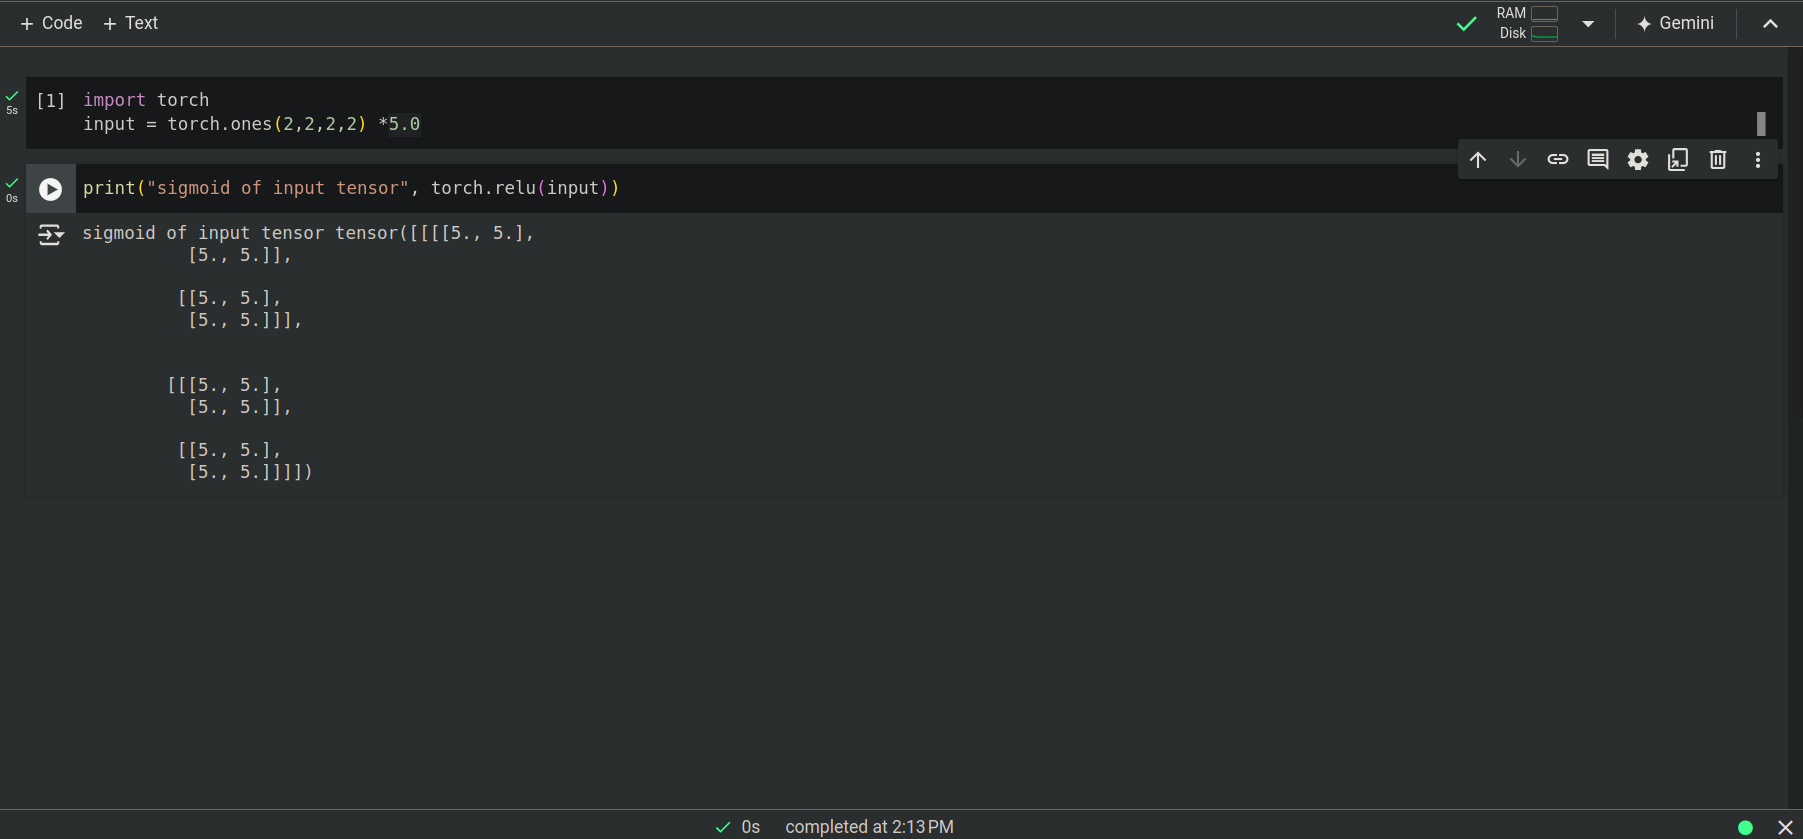 + Code + Text
RAM
Disk
Gemini
5s
[1] import torch
input = torch.ones(2,2,2,2) *5.0
0s
print("sigmoid of input tensor", torch.relu(input))
sigmoid of input tensor tensor([[[[5., 5.],
[5., 5.]],
[[5., 5.],
[5., 5.]]],
[[[5., 5.],
[5., 5.]],
[[5., 5.],
[5., 5.]]]])
0s completed at 2:13 PM